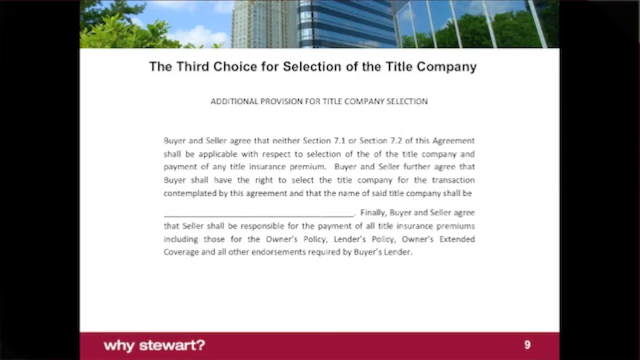 The Third Choice for Selection of the Title Company
ADDITIONAL PROVISION FOR TITLE COMPANY SELECTION
Buyer and Seller agree that neither Section 7.1 or Section 7.2 of this Agreement
shall be applicable with respect to selection of the of the title company and
payment of any title insurance premium. Buyer and Seller further agree that
Buyer shall have the right to select the title company for the transaction
contemplated by this agreement and that the name of said title company shall be
________________________________________. Finally, Buyer and Seller agree
that Seller shall be responsible for the payment of all title insurance premiums
including those for the Owner's Policy, Lender's Policy, Owner's Extended
Coverage and all other endorsements required by Buyer's Lender.
why stewart? 9